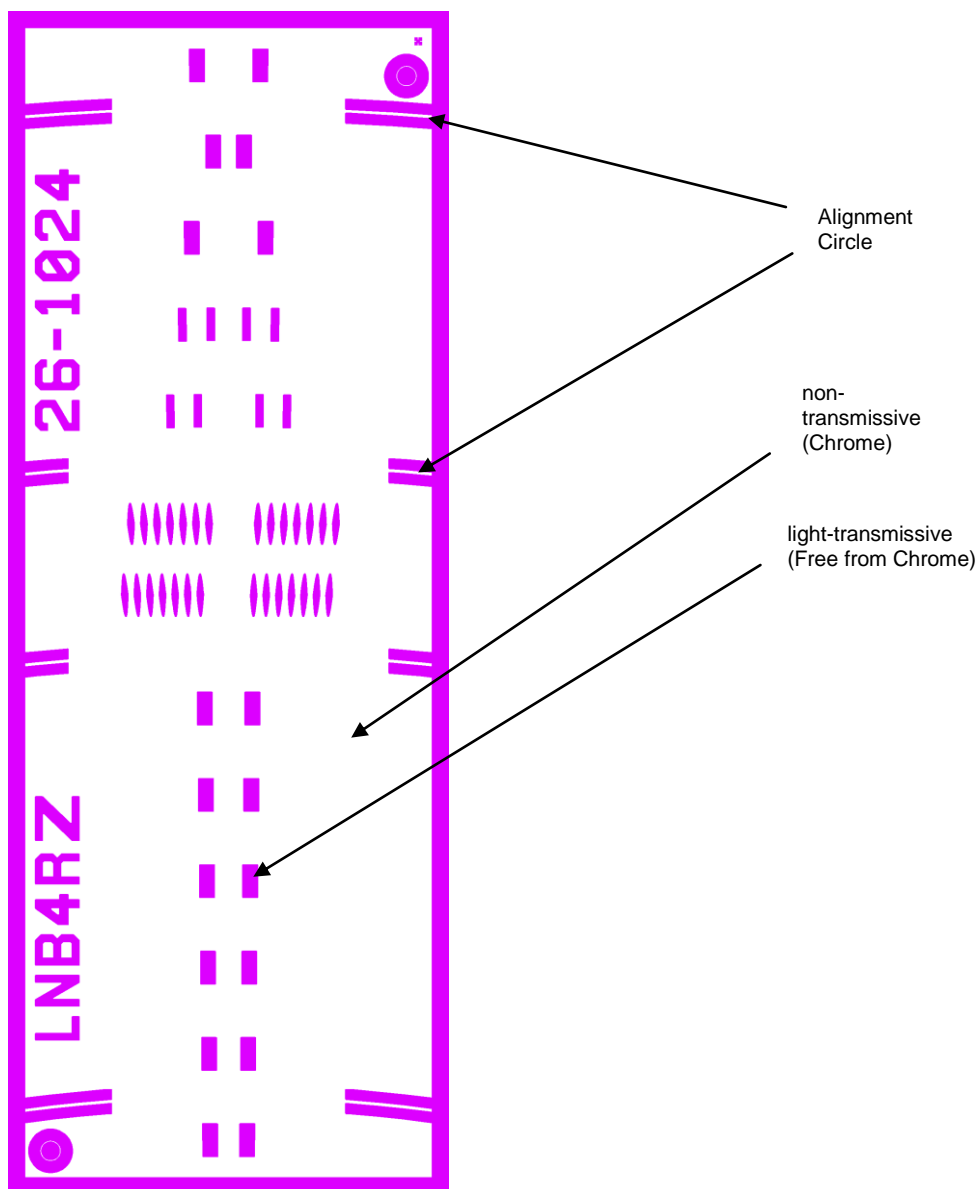 26-1024
LNB4RZ
Alignment
Circle
non-
transmissive
(Chrome)
light-transmissive
(Free from Chrome)